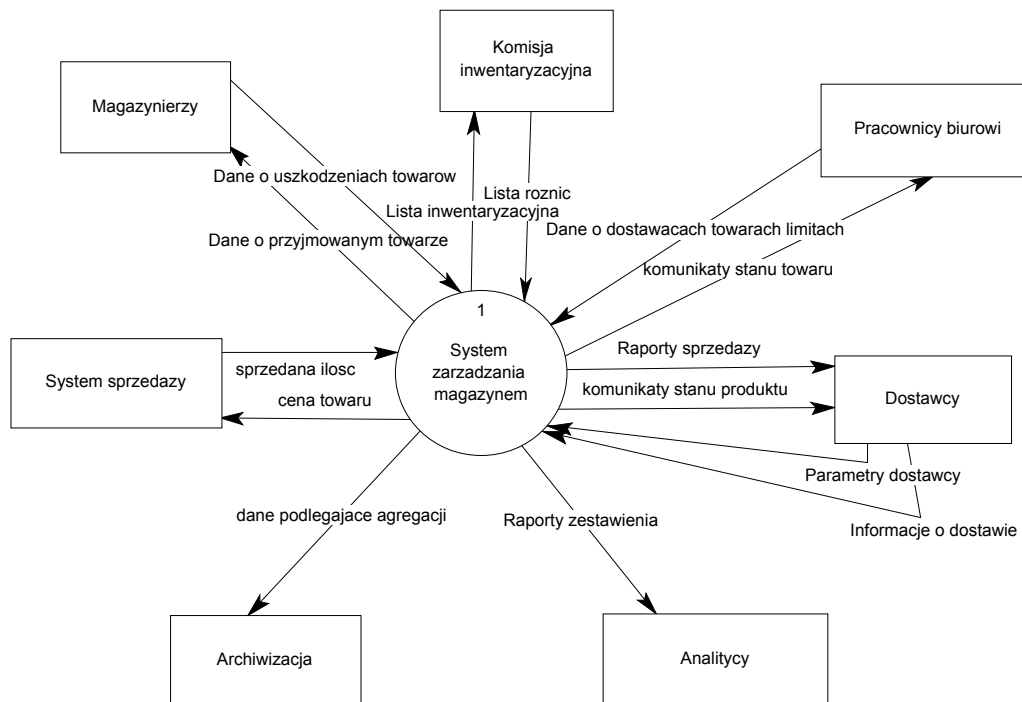 Komisja
inwentaryzacyjna
Magazynierzy
Pracownicy biurowi
Dane o uszkodzeniach towarow
Lista roznic
Lista inwentaryzacyjna
Dane o przyjmowanym towarze
Dane o dostawacach towarach limitach
komunikaty stanu towaru
1
System
zarzadzania
magazynem
System sprzedazy
sprzedana ilosc
cena towaru
Raporty sprzedazy
komunikaty stanu produktu
Dostawcy
Parametry dostawcy
Informacje o dostawie
dane podlegajace agregacji
Raporty zestawienia
Archiwizacja
Analitycy